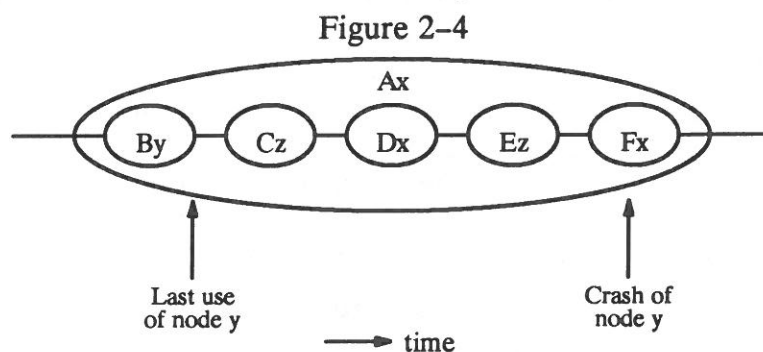 Figure 2-4
Ax
By Cz Dx Ez Fx
Last use
of node y
Crash of
node y
time